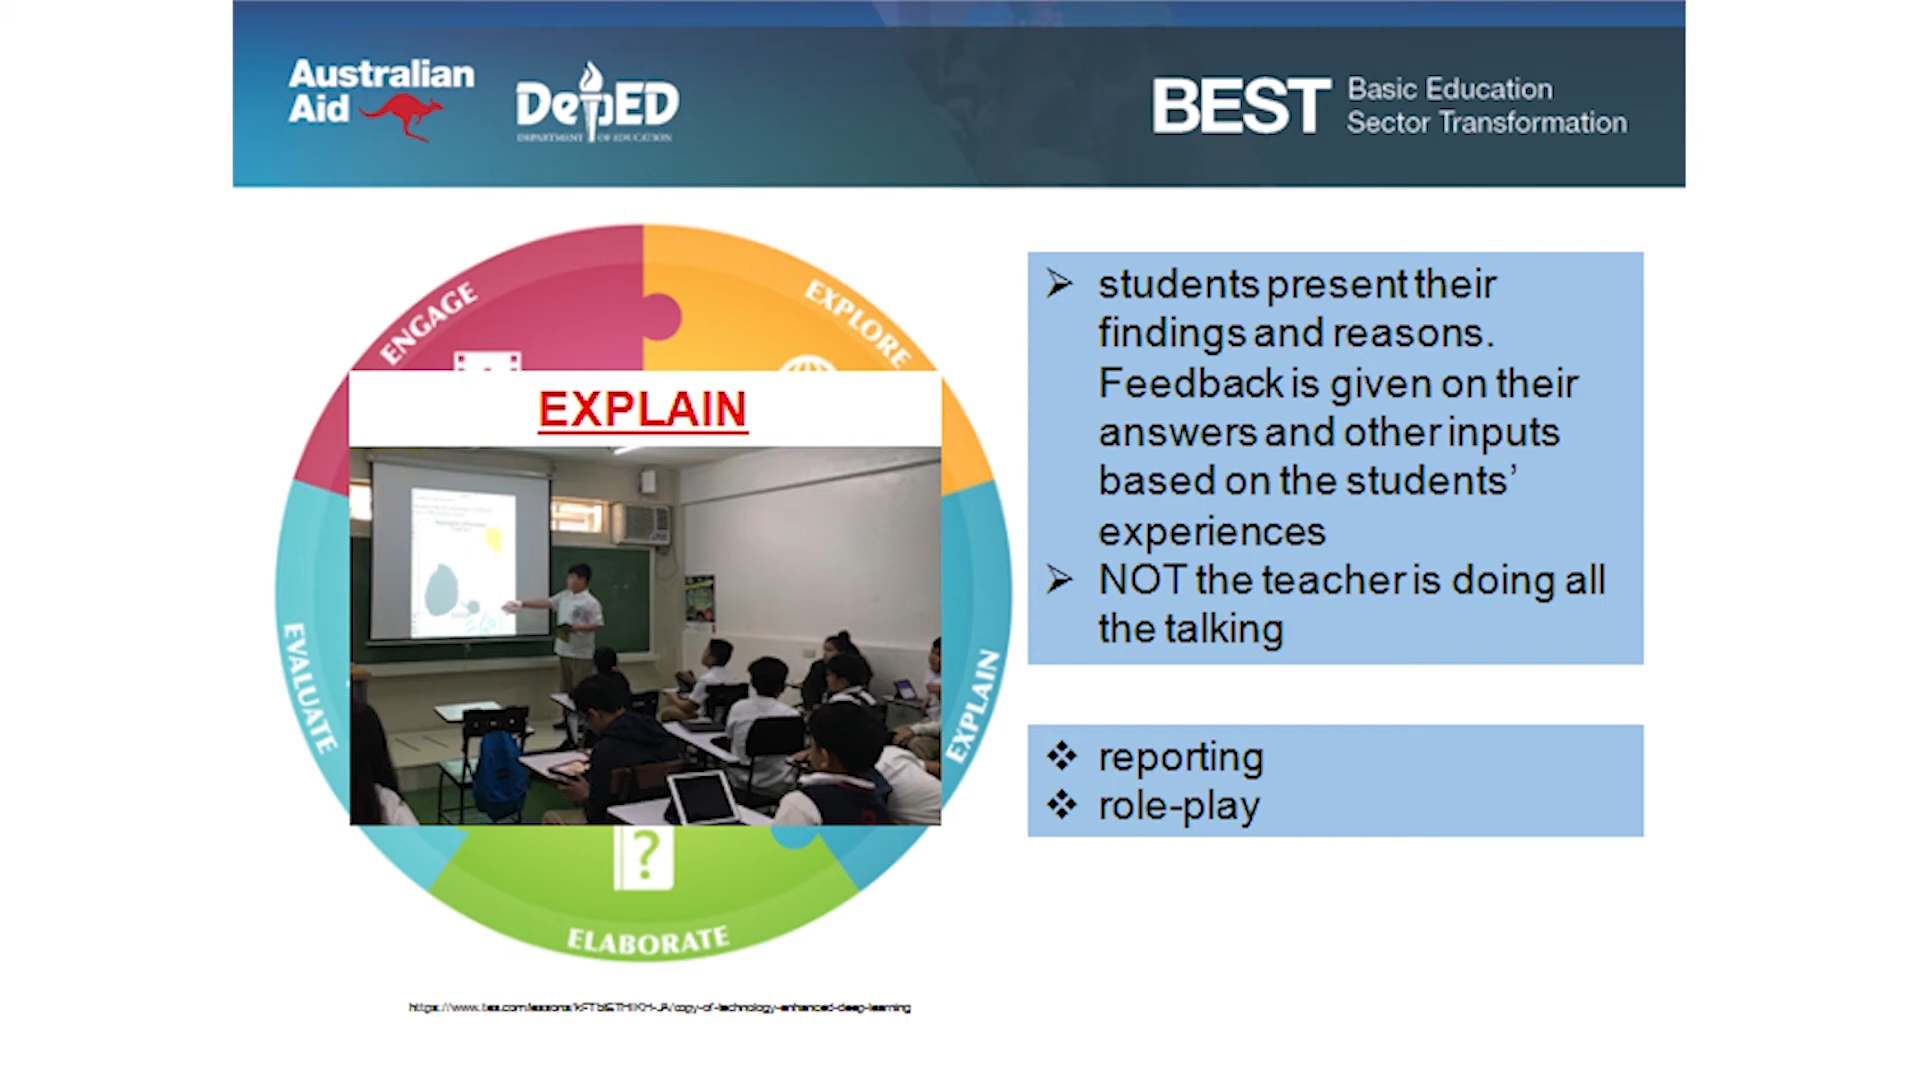 Australian
Aid
DepED
DEPARTMENT OF EDUCATION
BEST
Basic Education
Sector Transformation
ENGAGE
EXPLORE
EXPLAIN
EVALUATE
EXPLAIN
ELABORATE
?
students present their
findings and reasons.
Feedback is given on their
answers and other inputs
based on the students’
experiences
NOT the teacher is doing all
the talking
reporting
role-play